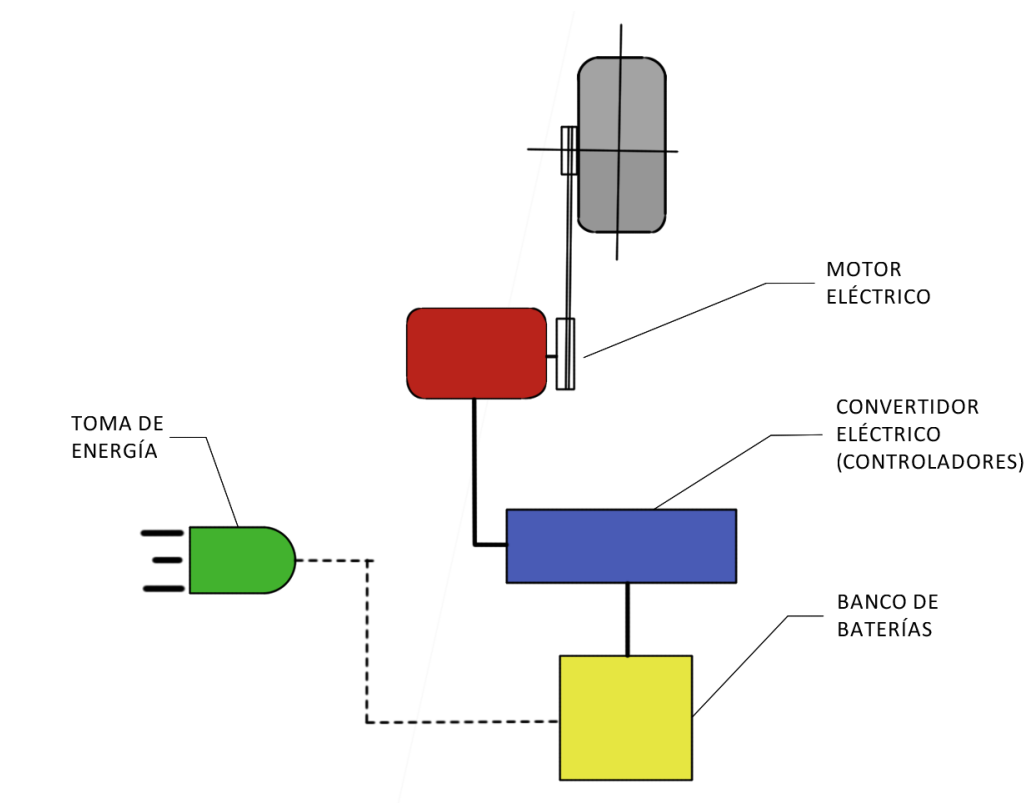 MOTOR
ELÉCTRICO
TOMA DE
ENERGÍA
CONVERTIDOR
ELÉCTRICO
(CONTROLADORES)
BANCO DE
BATERÍAS